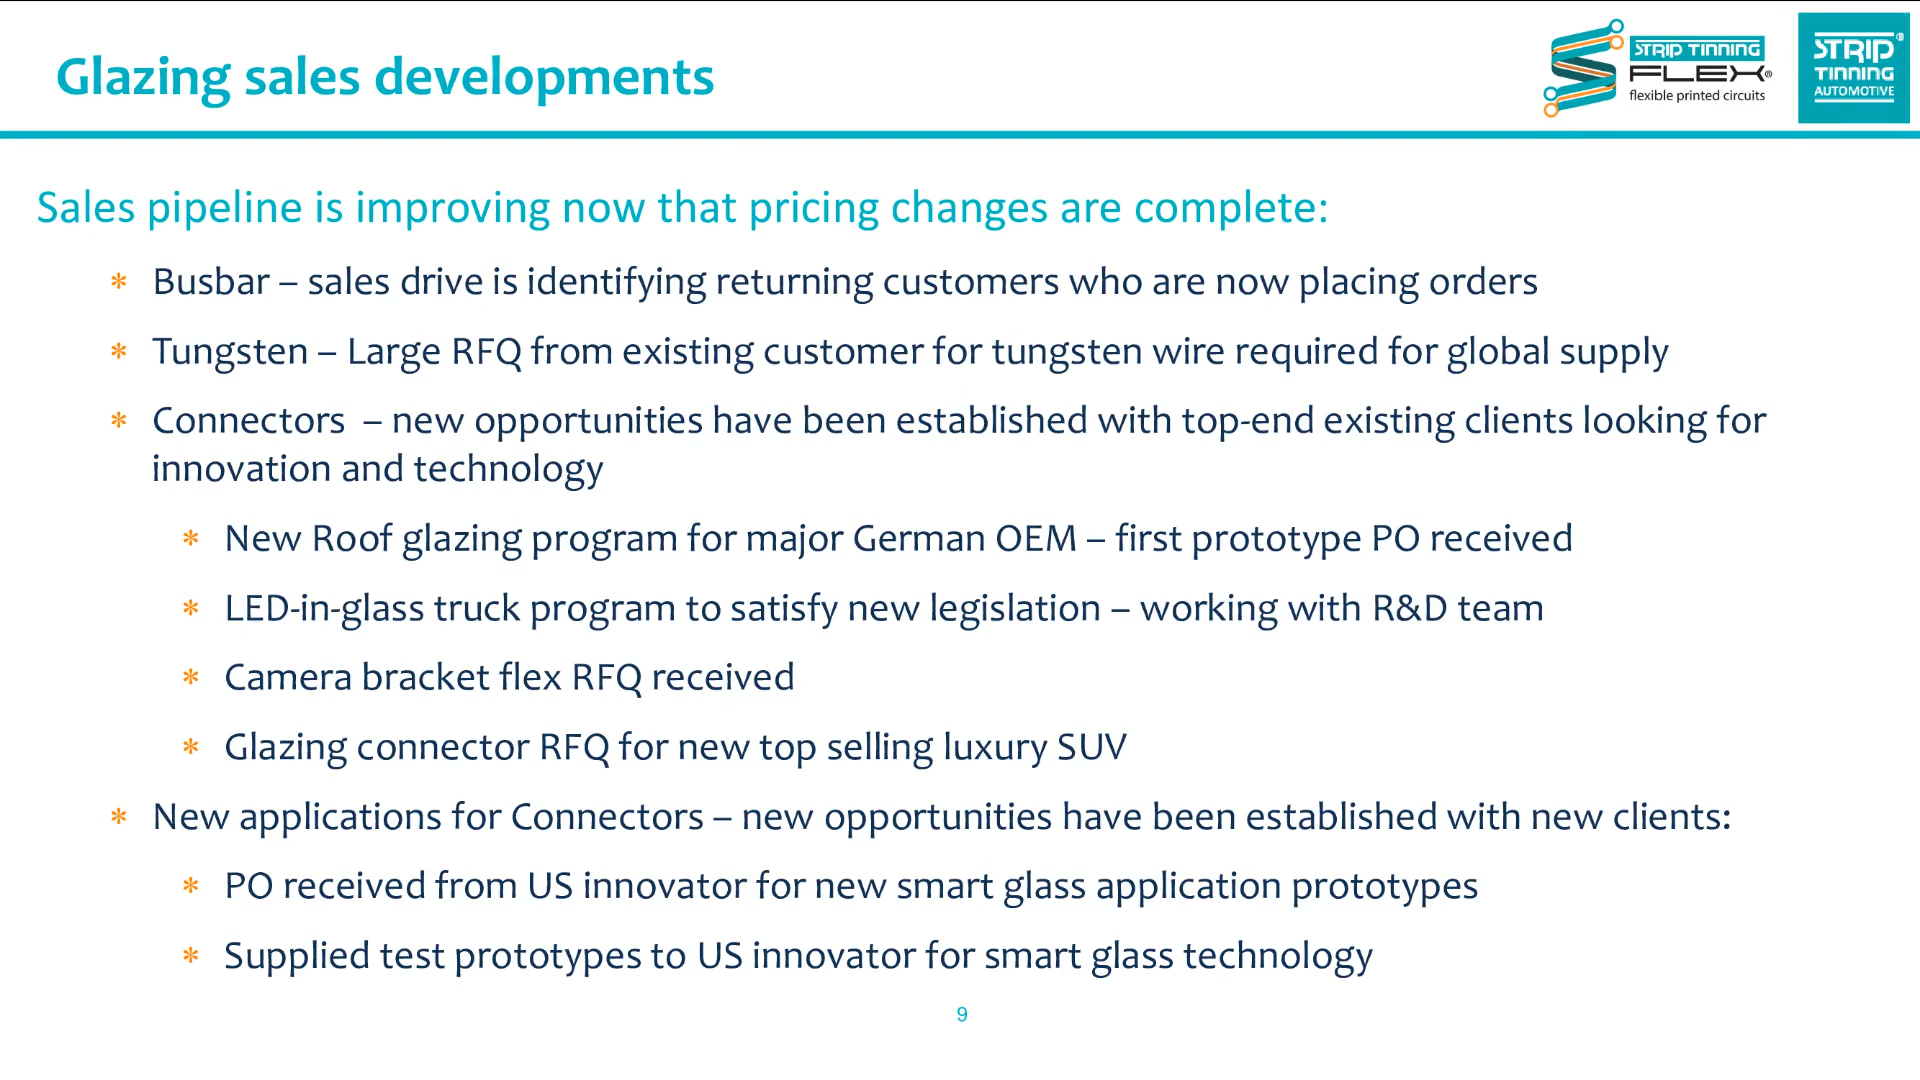 Glazing sales developments
STRIP TINNING
FLEX®
flexible printed circuits
STRIP®
TINNING
AUTOMOTIVE
Sales pipeline is improving now that pricing changes are complete:
* Busbar – sales drive is identifying returning customers who are now placing orders
* Tungsten – Large RFQ from existing customer for tungsten wire required for global supply
* Connectors – new opportunities have been established with top-end existing clients looking for
innovation and technology
* New Roof glazing program for major German OEM – first prototype PO received
* LED-in-glass truck program to satisfy new legislation – working with R&D team
* Camera bracket flex RFQ received
* Glazing connector RFQ for new top selling luxury SUV
* New applications for Connectors – new opportunities have been established with new clients:
* PO received from US innovator for new smart glass application prototypes
* Supplied test prototypes to US innovator for smart glass technology
9